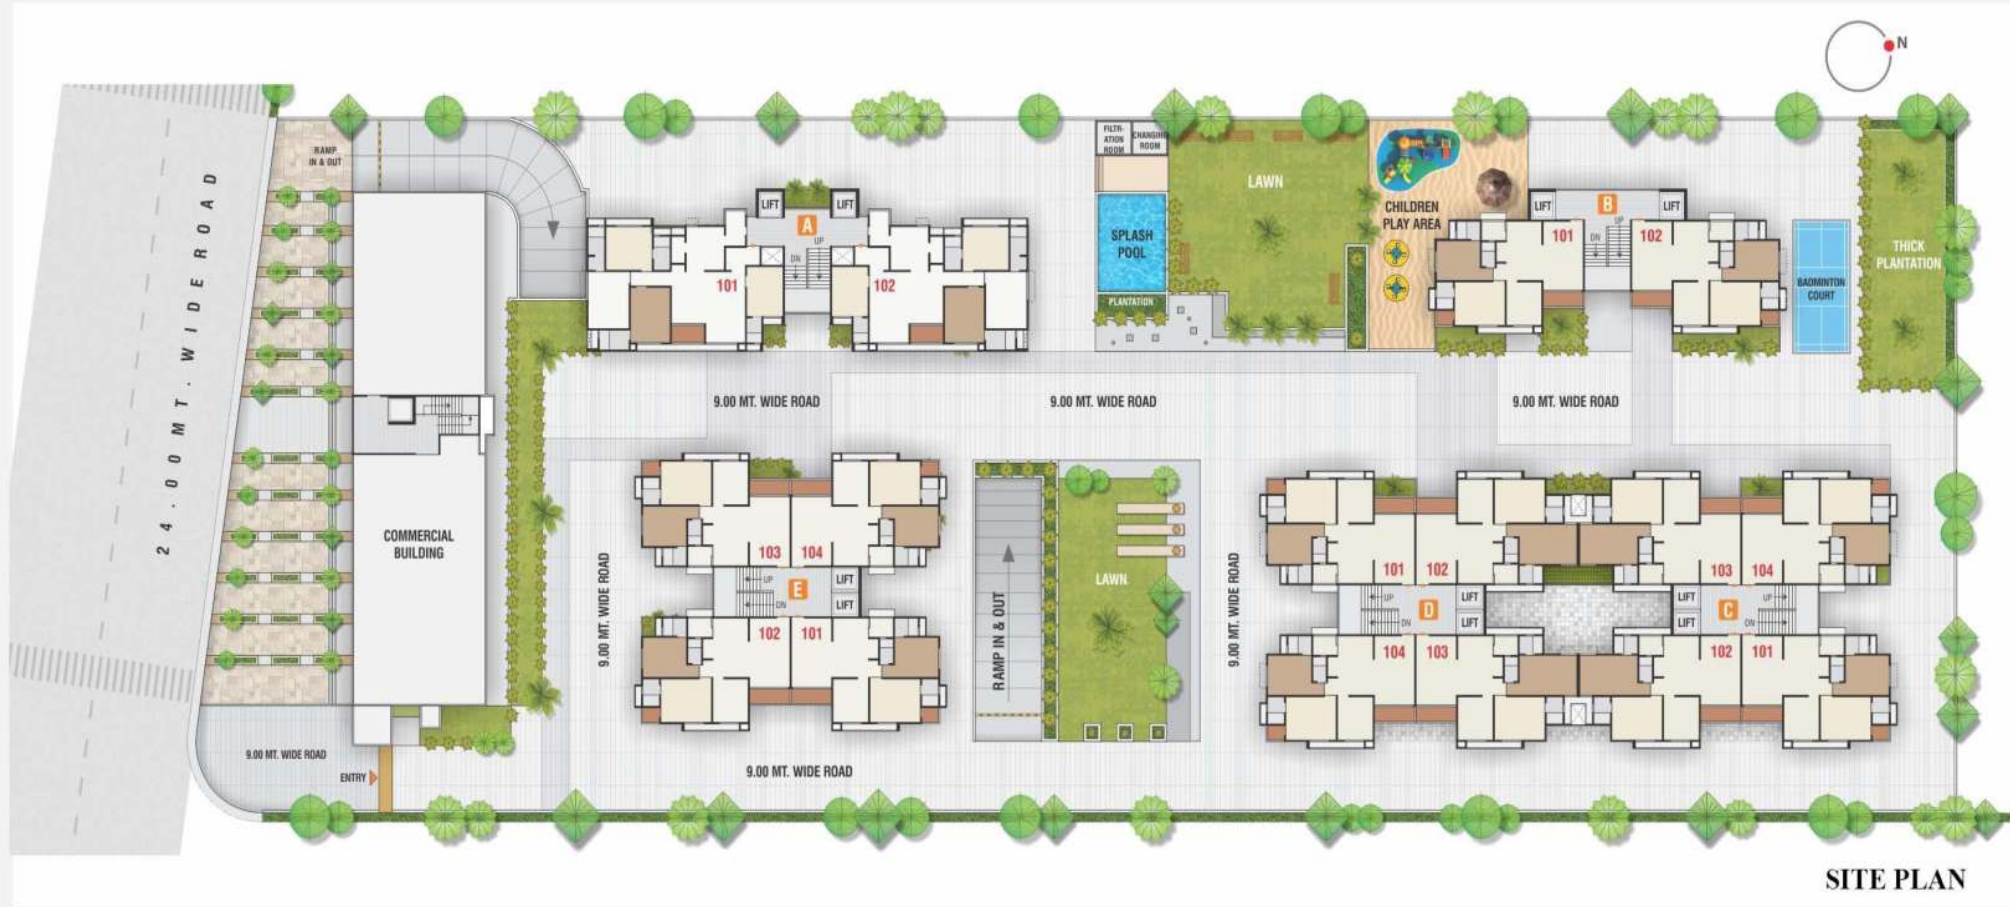 N
RAMP
IN & OUT
24.00 MT. WIDE ROAD
LIFT
LIFT
A
UP
DN
101
102
FILTR-
ATION
ROOM
CHANGING
ROOM
SPLASH
POOL
PLANTATION
LAWN
CHILDREN
PLAY AREA
LIFT
LIFT
B
UP
DN
101
102
BADMINTON
COURT
THICK
PLANTATION
9.00 MT. WIDE ROAD
9.00 MT. WIDE ROAD
9.00 MT. WIDE ROAD
COMMERCIAL
BUILDING
9.00 MT. WIDE ROAD
103
104
UP
DN
E
LIFT
LIFT
102
101
RAMP IN & OUT
LAWN
9.00 MT. WIDE ROAD
101
102
UP
DN
D
LIFT
LIFT
104
103
103
104
LIFT
LIFT
C
UP
DN
102
101
9.00 MT. WIDE ROAD
ENTRY
9.00 MT. WIDE ROAD
SITE PLAN